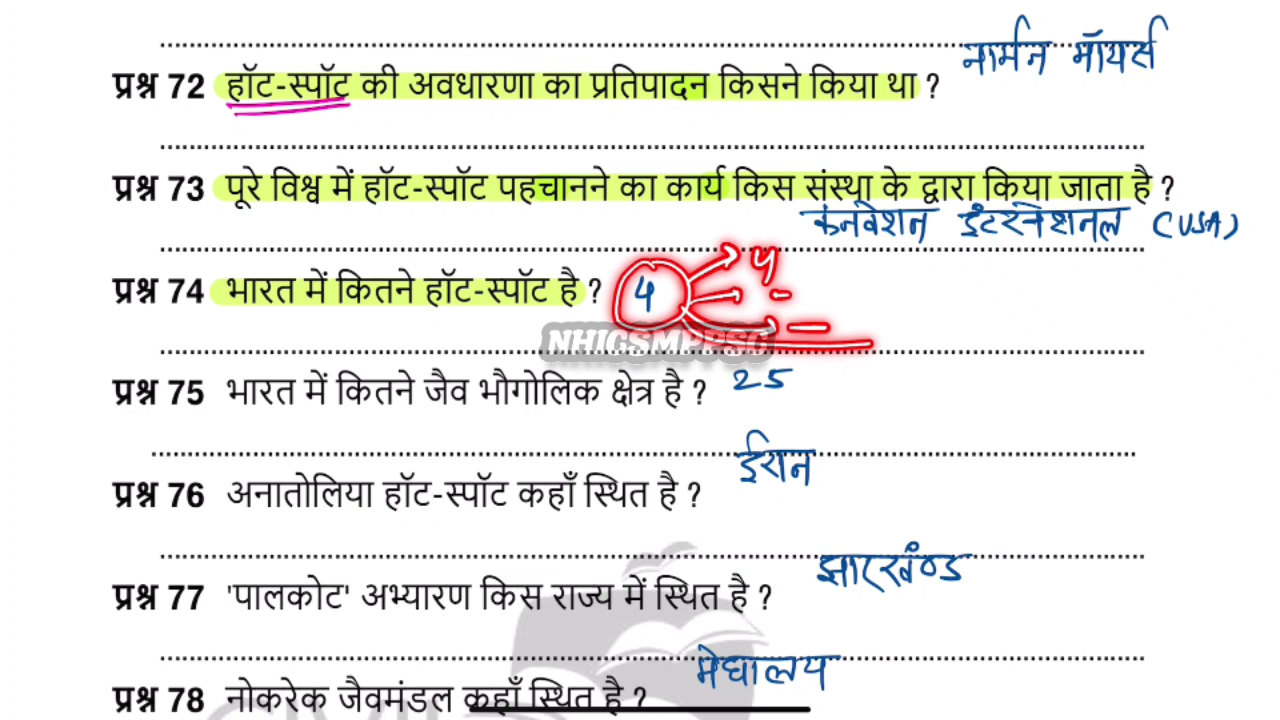 नार्मन मॉयर्स
प्रश्न 72 हॉट-स्पॉट की अवधारणा का प्रतिपादन किसने किया था ?
प्रश्न 73 पूरे विश्व में हॉट-स्पॉट पहचानने का कार्य किस संस्था के द्वारा किया जाता है ?
कंनवेशन इंटरनेशनल (USA)
प्रश्न 74 भारत में कितने हॉट-स्पॉट है ? 4
NHIGSMPPSC
प्रश्न 75 भारत में कितने जैव भौगोलिक क्षेत्र है ? 25
प्रश्न 76 अनातोलिया हॉट-स्पॉट कहाँ स्थित है ? ईरान
प्रश्न 77 'पालकोट' अभ्यारण किस राज्य में स्थित है ? झारखंण्ड
प्रश्न 78 नोकरेक जैवमंडल कहाँ स्थित है ? मेघालय